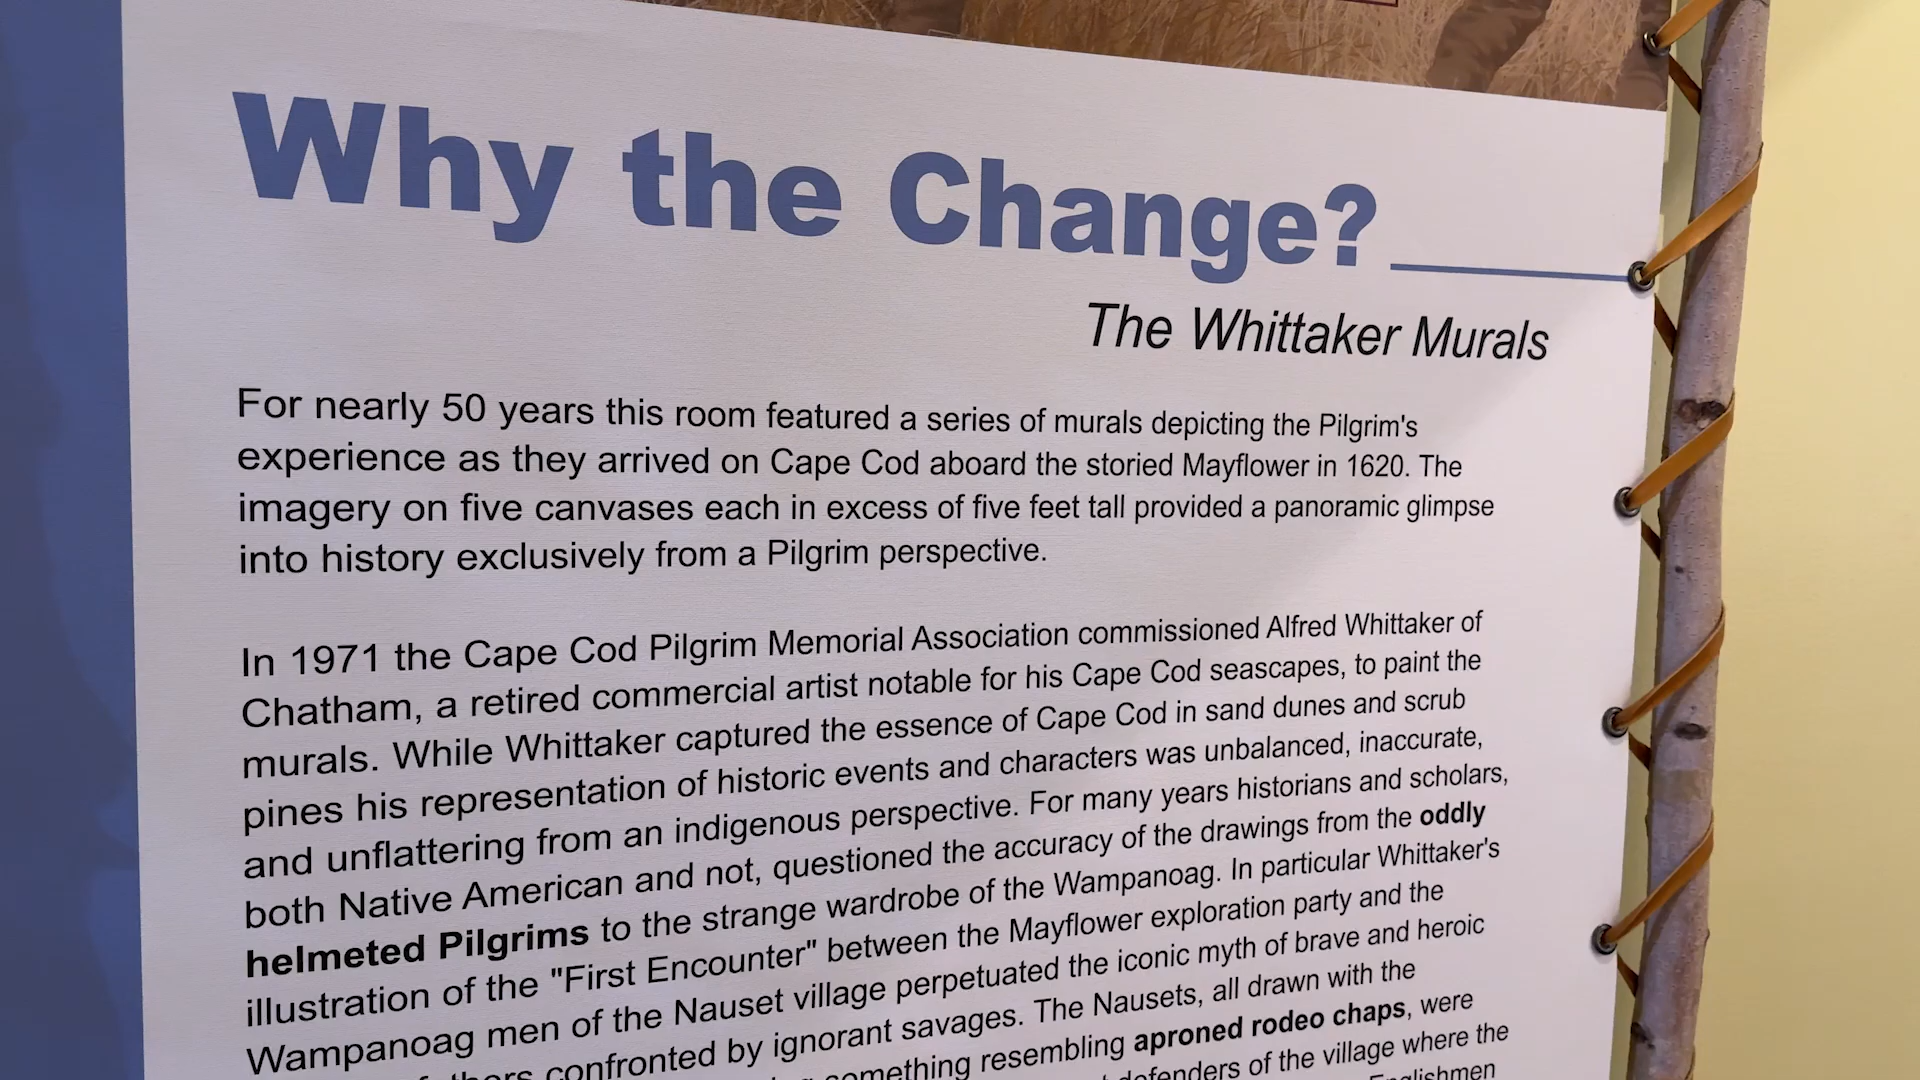 Why the Change?
The Whittaker Murals
For nearly 50 years this room featured a series of murals depicting the Pilgrim's
experience as they arrived on Cape Cod aboard the storied Mayflower in 1620. The
imagery on five canvases each in excess of five feet tall provided a panoramic glimpse
into history exclusively from a Pilgrim perspective.
In 1971 the Cape Cod Pilgrim Memorial Association commissioned Alfred Whittaker of
Chatham, a retired commercial artist notable for his Cape Cod seascapes, to paint the
murals. While Whittaker captured the essence of Cape Cod in sand dunes and scrub
pines his representation of historic events and characters was unbalanced, inaccurate,
and unflattering from an indigenous perspective. For many years historians and scholars,
both Native American and not, questioned the accuracy of the drawings from the oddly
helmeted Pilgrims to the strange wardrobe of the Wampanoag. In particular Whittaker's
illustration of the "First Encounter" between the Mayflower exploration party and the
Wampanoag men of the Nauset village perpetuated the iconic myth of brave and heroic
confronted by ignorant savages. The Nausets, all drawn with the
something resembling aproned rodeo chaps, were
defenders of the village where the
Englishmen